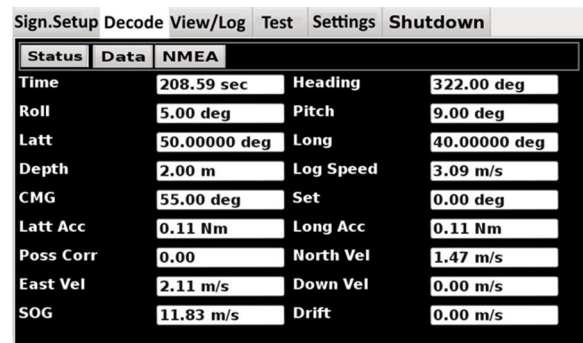 Sign.Setup Decode View/Log Test Settings Shutdown
Status Data NMEA
Time 208.59 sec Heading 322.00 deg
Roll 5.00 deg Pitch 9.00 deg
Latt 50.00000 deg Long 40.00000 deg
Depth 2.00 m Log Speed 3.09 m/s
CMG 55.00 deg Set 0.00 deg
Latt Acc 0.11 Nm Long Acc 0.11 Nm
Poss Corr 0.00 North Vel 1.47 m/s
East Vel 2.11 m/s Down Vel 0.00 m/s
SOG 11.83 m/s Drift 0.00 m/s